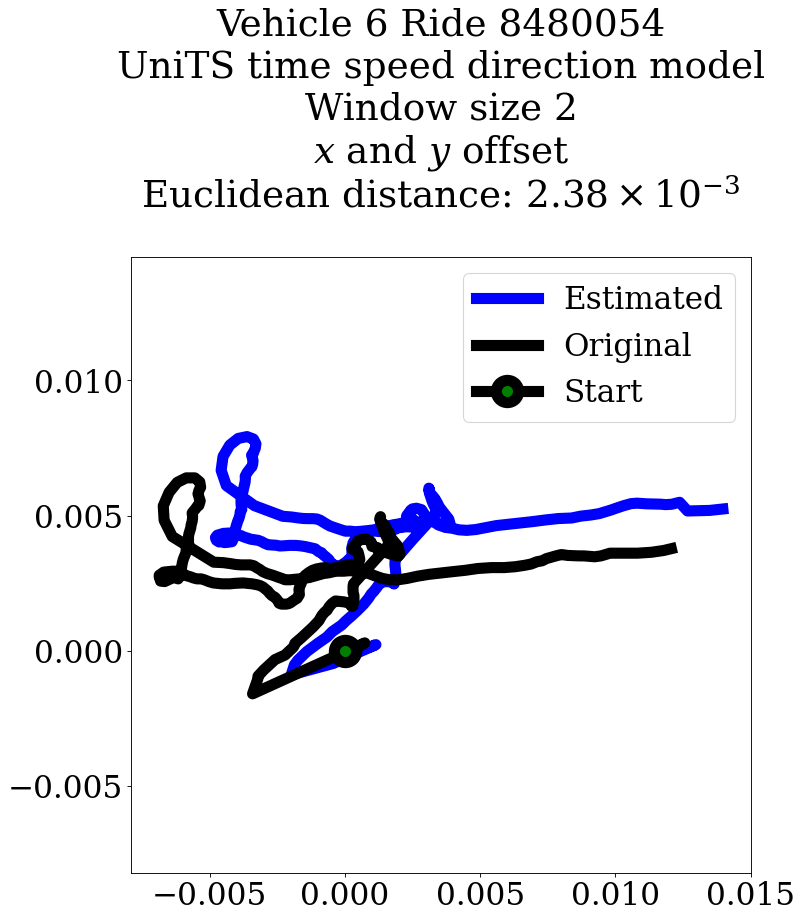 Vehicle 6 Ride 8480054
UniTS time speed direction model
Window size 2
x and y offset
Euclidean distance: 2.38 × 10⁻³
Estimated
Original
Start
0.010
0.005
0.000
−0.005
−0.005 0.000 0.005 0.010 0.015